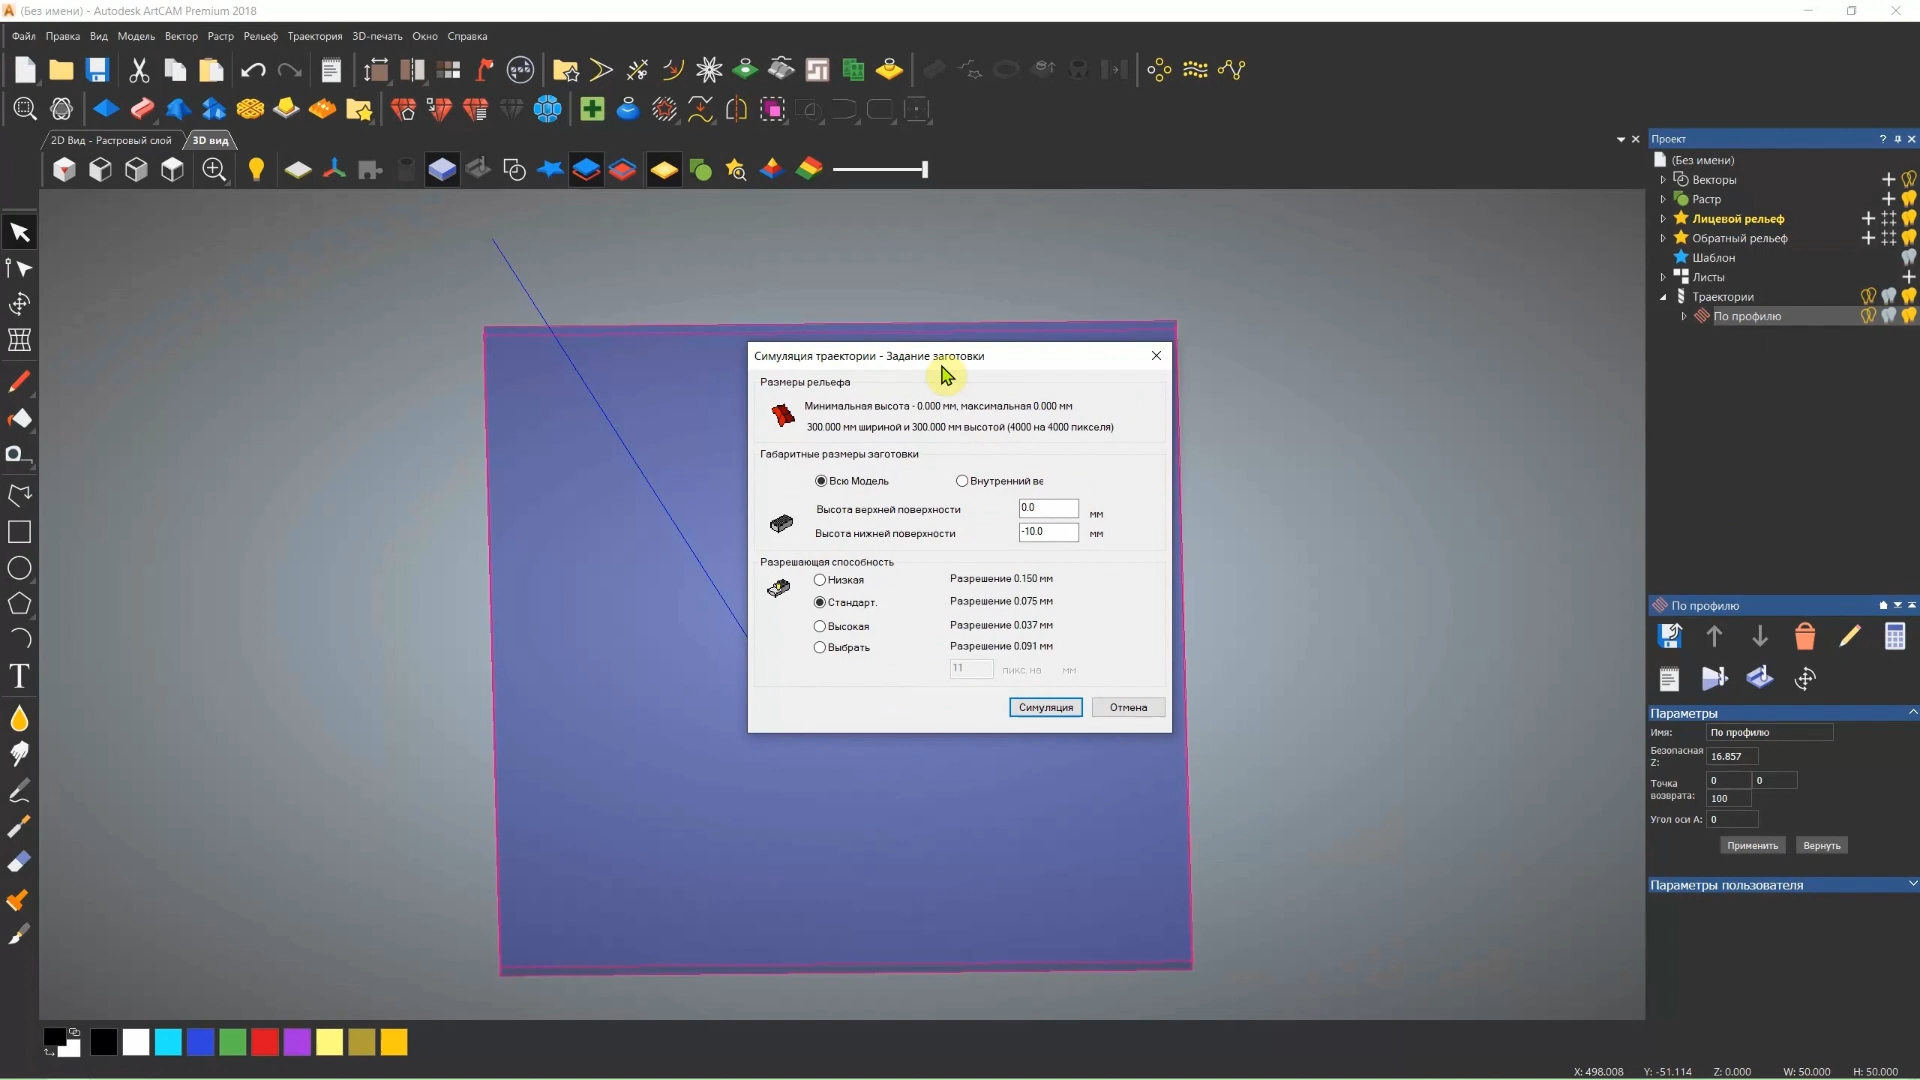 (Без имени) - Autodesk ArtCAM Premium 2018
Файл Правка Вид Модель Вектор Растр Рельеф Траектория 3D-печать Окно Справка
2D Вид - Растровый слой 3D вид
Проект
(Без имени)
Векторы
Растр
Лицевой рельеф
Обратный рельеф
Шаблон
Листы
Траектории
По профилю
Симуляция траектории - Задание заготовки
Размеры рельефа
Минимальная высота - 0.000 мм, максимальная 0.000 мм
300.000 мм шириной и 300.000 мм высотой (4000 на 4000 пикселя)
Габаритные размеры заготовки
Всю Модель Внутренний ве
Высота верхней поверхности 0.0 мм
Высота нижней поверхности -10.0 мм
Разрешающая способность
Низкая Разрешение 0.150 мм
Стандарт. Разрешение 0.075 мм
Высокая Разрешение 0.037 мм
Выбрать Разрешение 0.091 мм
11 пикс. на мм
Симуляция Отмена
По профилю
Параметры
Имя: По профилю
Безопасная Z: 16.857
Точка возврата: 0 0
100
Угол оси А: 0
Применить Вернуть
Параметры пользователя
X: 498.008 Y: -51.114 Z: 0.000 W: 50.000 H: 50.000